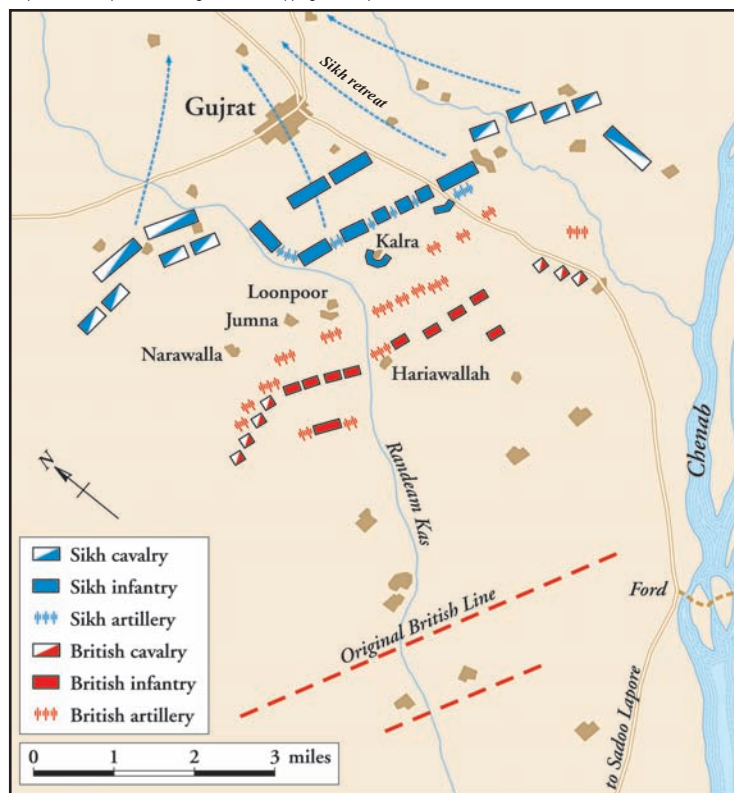 Sikh retreat
Gujrat
Kalra
Loonpoor
Jumna
Narawalla
Hariawallah
Chenab
Randeam Kas
N
Ford
Original British Line
to Sadoo Lapore
Sikh cavalry
Sikh infantry
Sikh artillery
British cavalry
British infantry
British artillery
0 1 2 3 miles